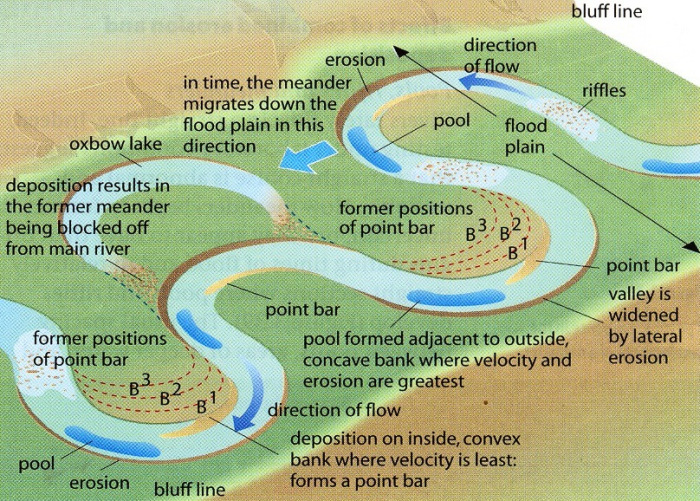 bluff line
direction
of flow
erosion
riffles
in time, the meander
migrates down the
flood plain in this
direction
pool
flood
plain
oxbow lake
deposition results in
the former meander
being blocked off
from main river
former positions
of point bar
B3 B2
B1
point bar
valley is
widened
by lateral
erosion
point bar
pool formed adjacent to outside,
concave bank where velocity and
erosion are greatest
former positions
of point bar
B3 B2 B1
direction of flow
deposition on inside, convex
bank where velocity is least:
forms a point bar
pool
erosion
bluff line